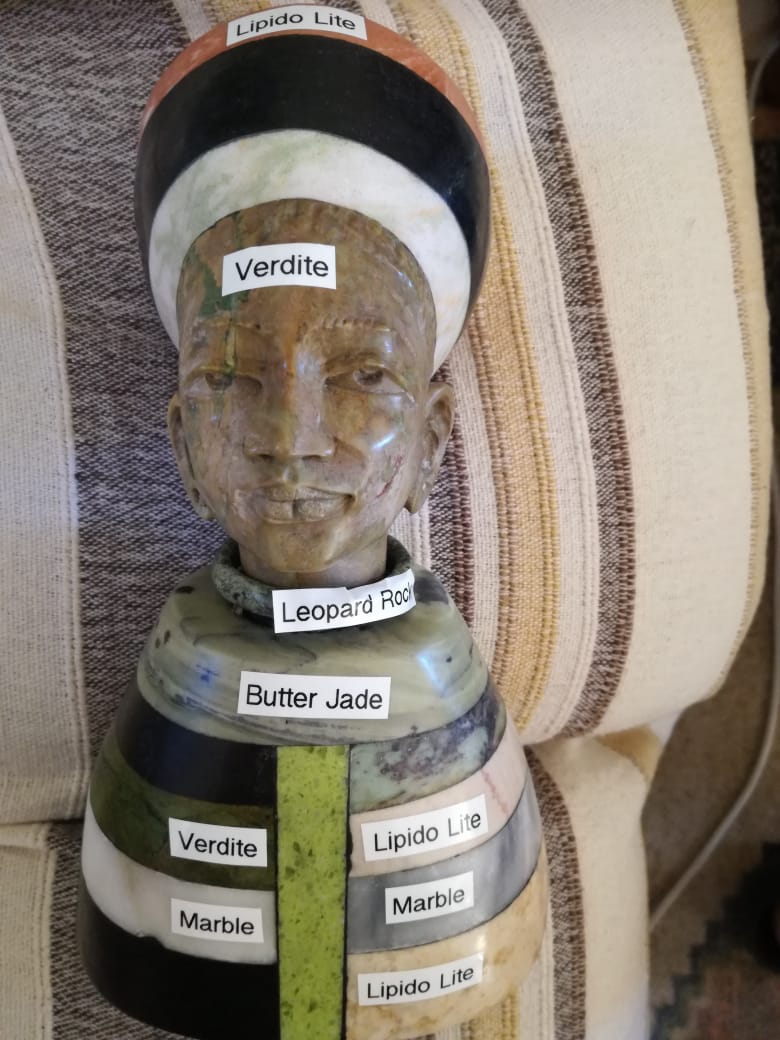 Lipido Lite
Verdite
Leopard Rock
Butter Jade
Verdite
Lipido Lite
Marble
Marble
Lipido Lite